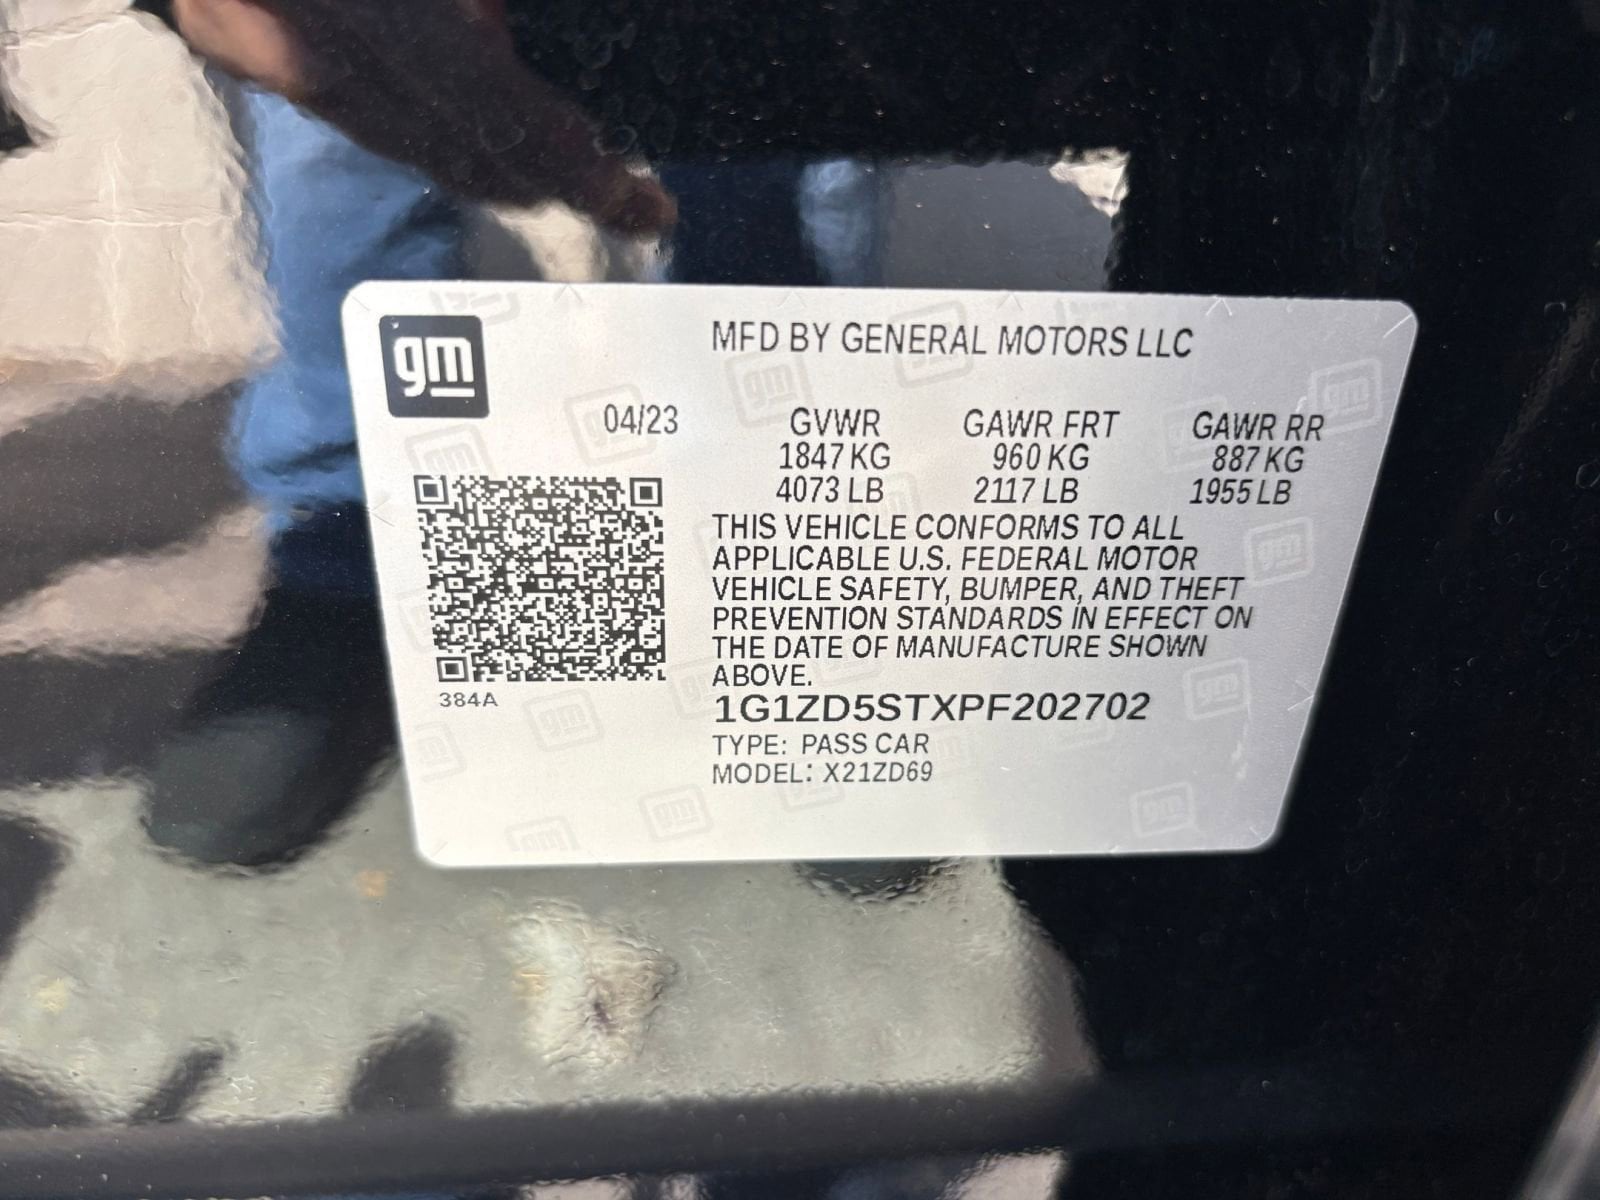 gm
MFD BY GENERAL MOTORS LLC
04/23 GVWR GAWR FRT GAWR RR
1847 KG 960 KG 887 KG
4073 LB 2117 LB 1955 LB
THIS VEHICLE CONFORMS TO ALL
APPLICABLE U.S. FEDERAL MOTOR
VEHICLE SAFETY, BUMPER, AND THEFT
PREVENTION STANDARDS IN EFFECT ON
THE DATE OF MANUFACTURE SHOWN
ABOVE.
384A
1G1ZD5STXPF202702
TYPE: PASS CAR
MODEL: X21ZD69